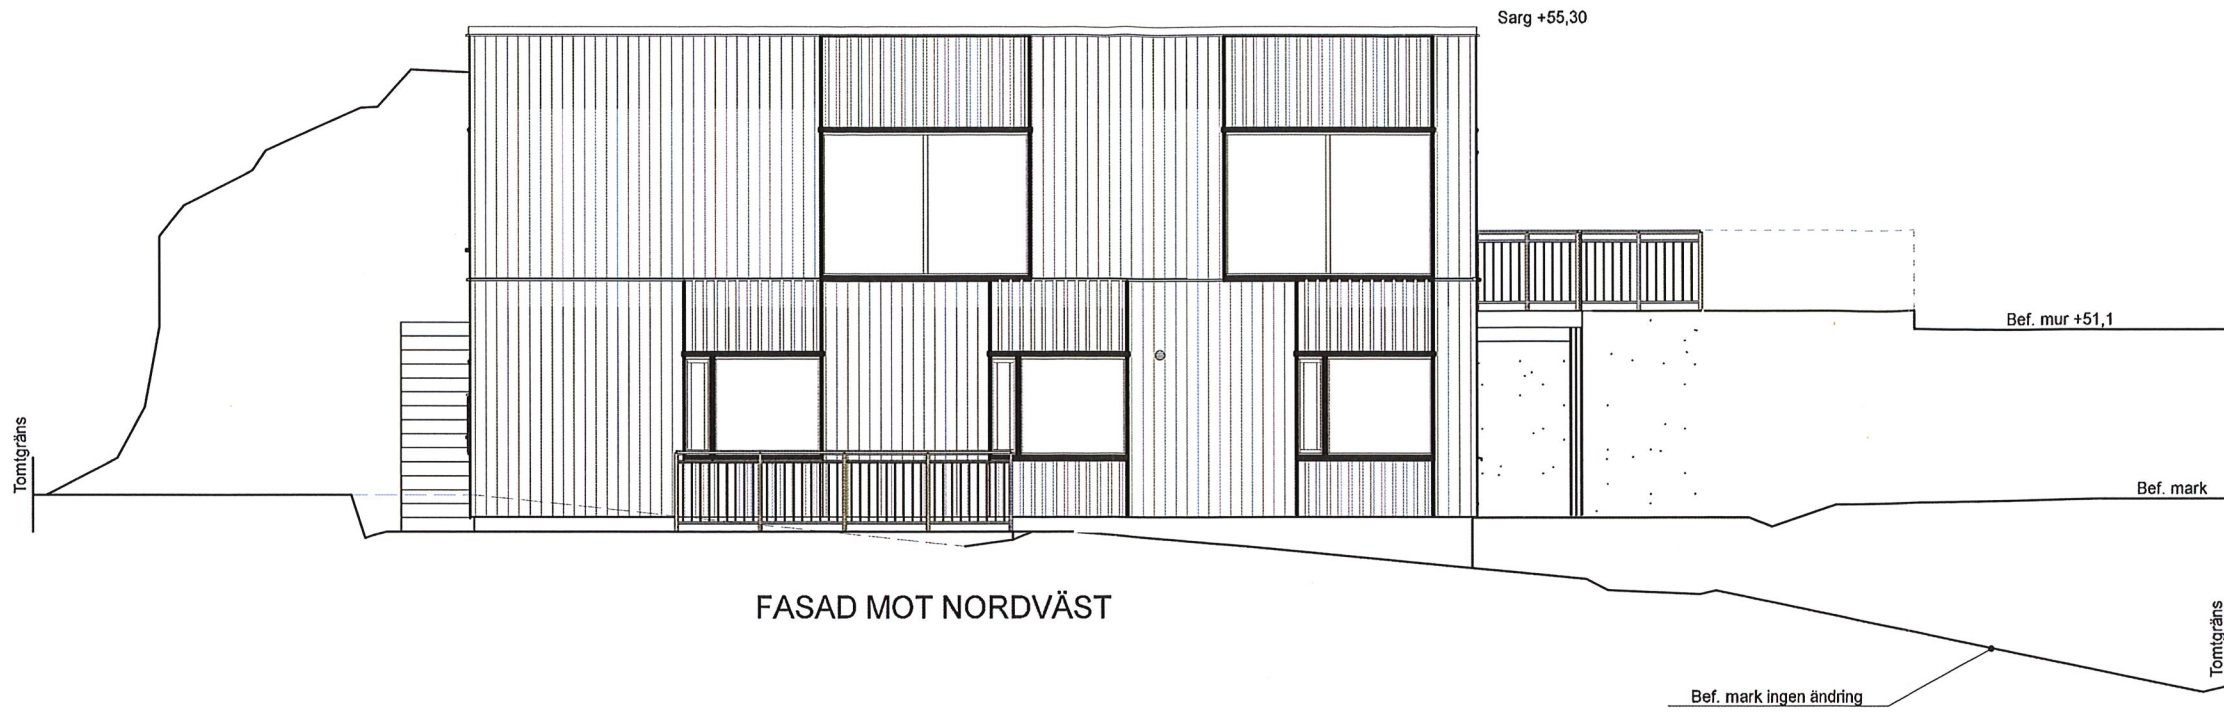 Sarg +55,30
Bef. mur +51,1
Tomtgräns
Bef. mark
FASAD MOT NORDVÄST
Tomtgräns
Bef. mark ingen ändring